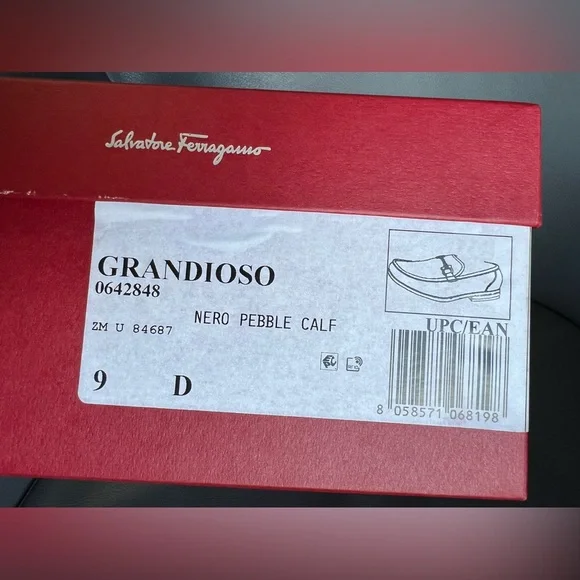 Salvatore Ferragamo
GRANDIOSO
0642848
ZM U 84687
NERO PEBBLE CALF
UPC/EAN
9 D
8 058571 068198